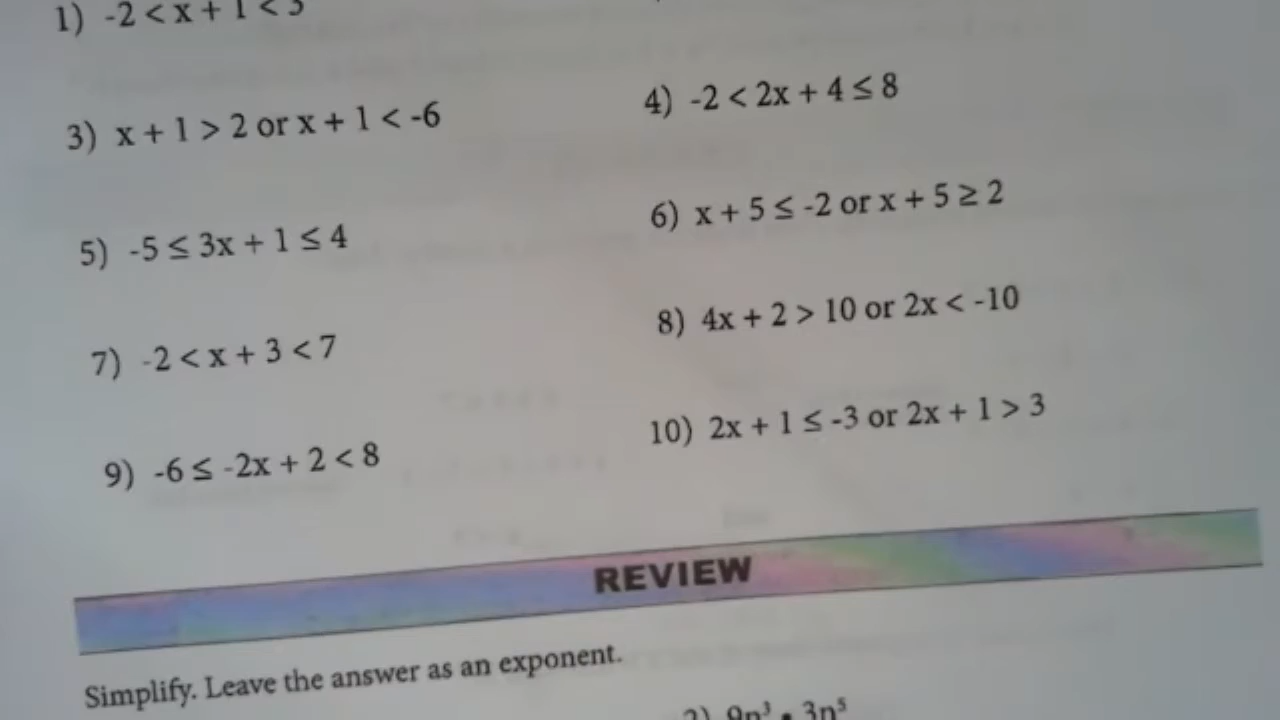 1) -2 < x + 1 < 3
3) x + 1 > 2 or x + 1 < -6
4) -2 < 2x + 4 ≤ 8
5) -5 ≤ 3x + 1 ≤ 4
6) x + 5 ≤ -2 or x + 5 ≥ 2
7) -2 < x + 3 < 7
8) 4x + 2 > 10 or 2x < -10
9) -6 ≤ -2x + 2 < 8
10) 2x + 1 ≤ -3 or 2x + 1 > 3
REVIEW
Simplify. Leave the answer as an exponent.
2) 9n³ • 3n⁵